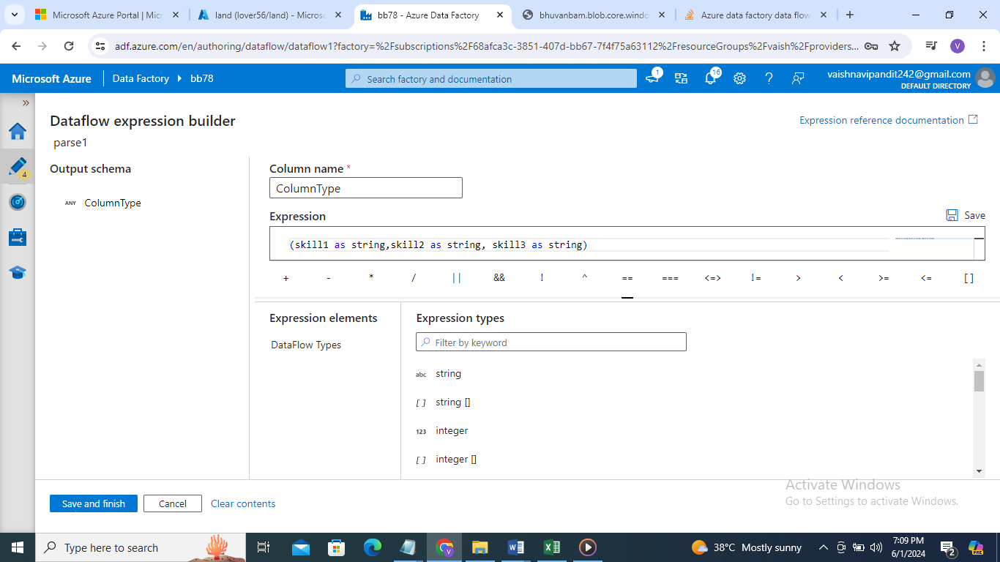 Microsoft Azure Portal | Micr
land (lover56/land) - Microso
bb78 - Azure Data Factory
bhuvanbam.blob.core.windo
Azure data factory data flow
adf.azure.com/en/authoring/dataflow/dataflow1?factory=%2Fsubscriptions%2F68afca3c-3851-407d-bb67-7f4f75a63112%2FresourceGroups%2Fvaish%2Fproviders...
V
Microsoft Azure
Data Factory
bb78
Search factory and documentation
1
16
vaishnavipandit242@gmail.com
DEFAULT DIRECTORY
Dataflow expression builder
Expression reference documentation
parse1
4
Output schema
ANY ColumnType
Column name *
ColumnType
Expression
Save
(skill1 as string,skill2 as string, skill3 as string)
+ - * / || && ! ^ == === <=> != > < >= <= []
Expression elements
DataFlow Types
Expression types
Filter by keyword
abc string
[] string []
123 integer
[] integer []
Activate Windows
Go to Settings to activate Windows.
Save and finish
Cancel
Clear contents
Type here to search
38°C Mostly sunny
7:09 PM
6/1/2024
2
PRE